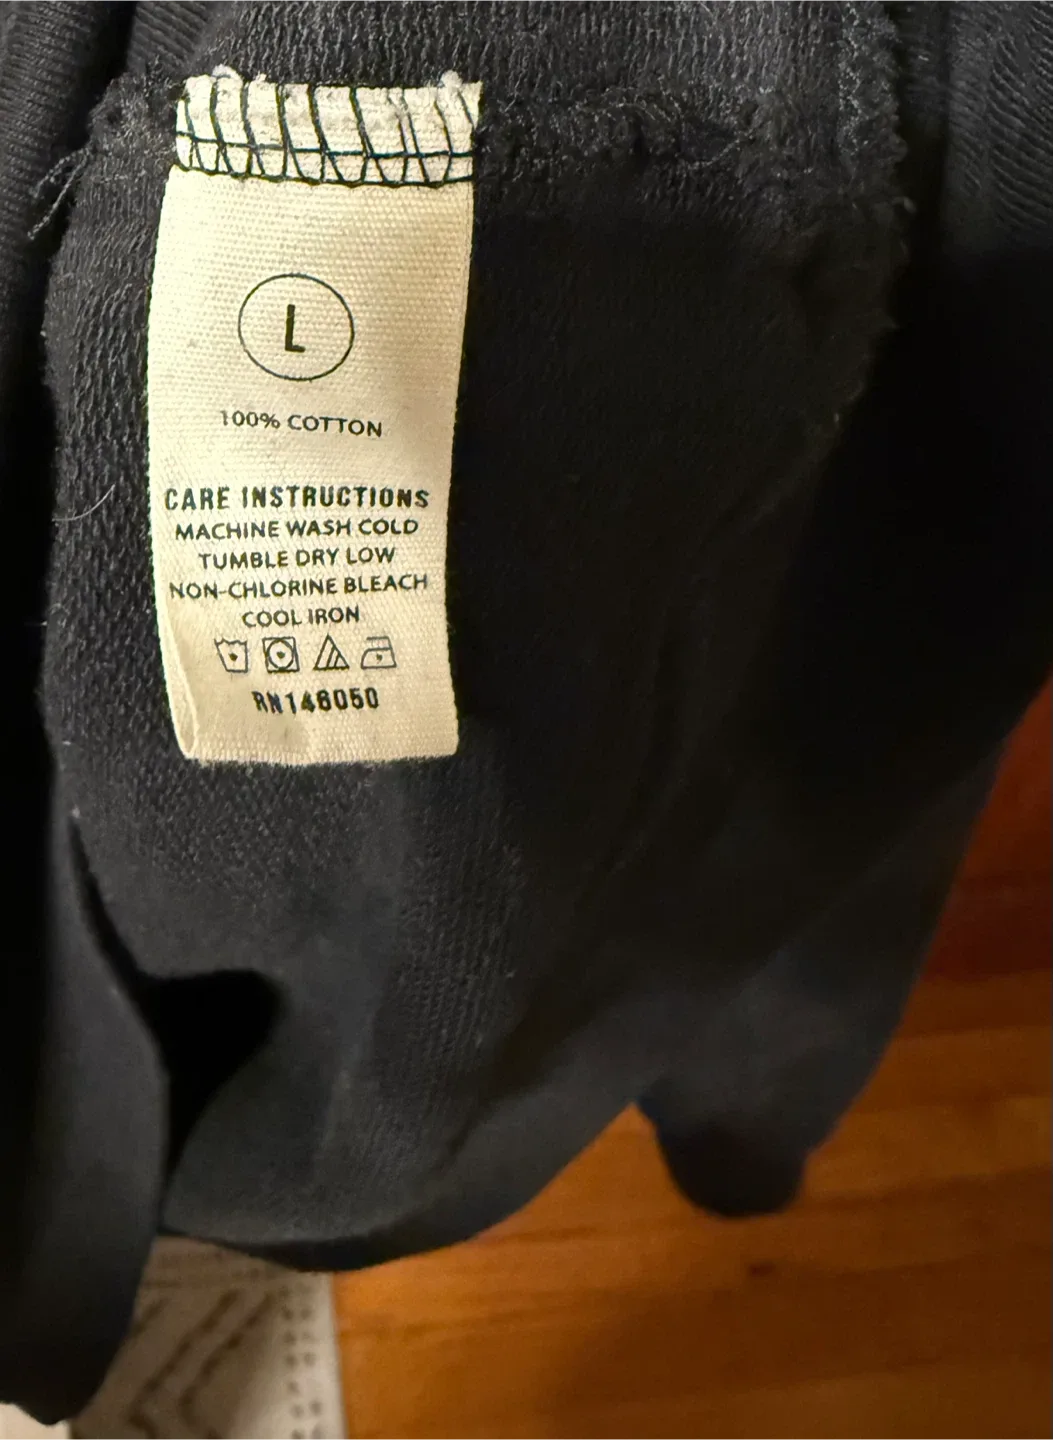 L
100% COTTON
CARE INSTRUCTIONS
MACHINE WASH COLD
TUMBLE DRY LOW
NON-CHLORINE BLEACH
COOL IRON
RN148050